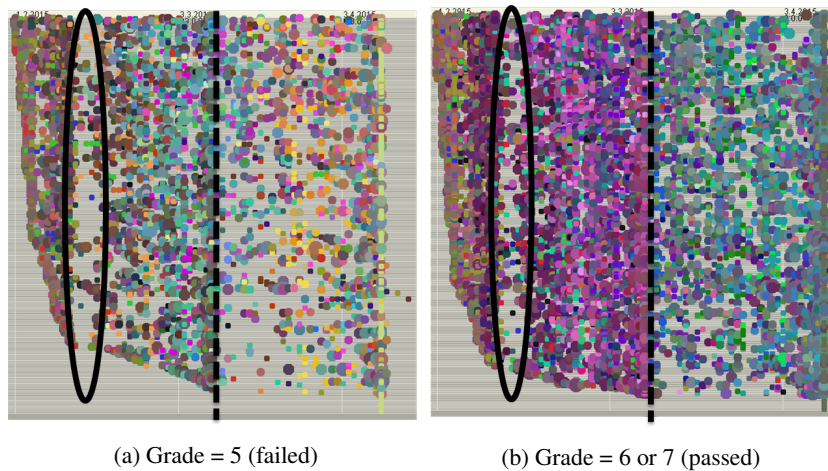 1.2.2015 3.3.2015 3.4.2015
1.2.2015 3.3.2015 3.4.2015
(a) Grade = 5 (failed)
(b) Grade = 6 or 7 (passed)